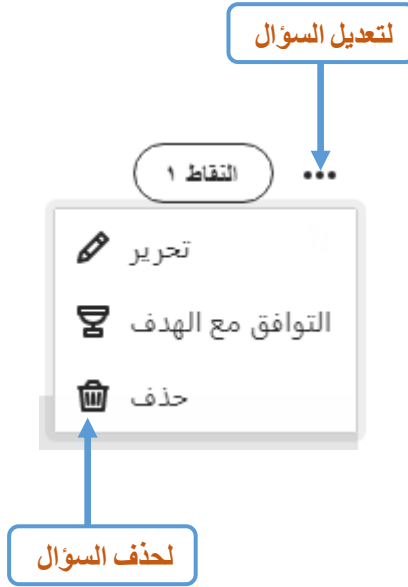 لتعديل السؤال
النقاط ١
تحرير
التوافق مع الهدف
حذف
لحذف السؤال